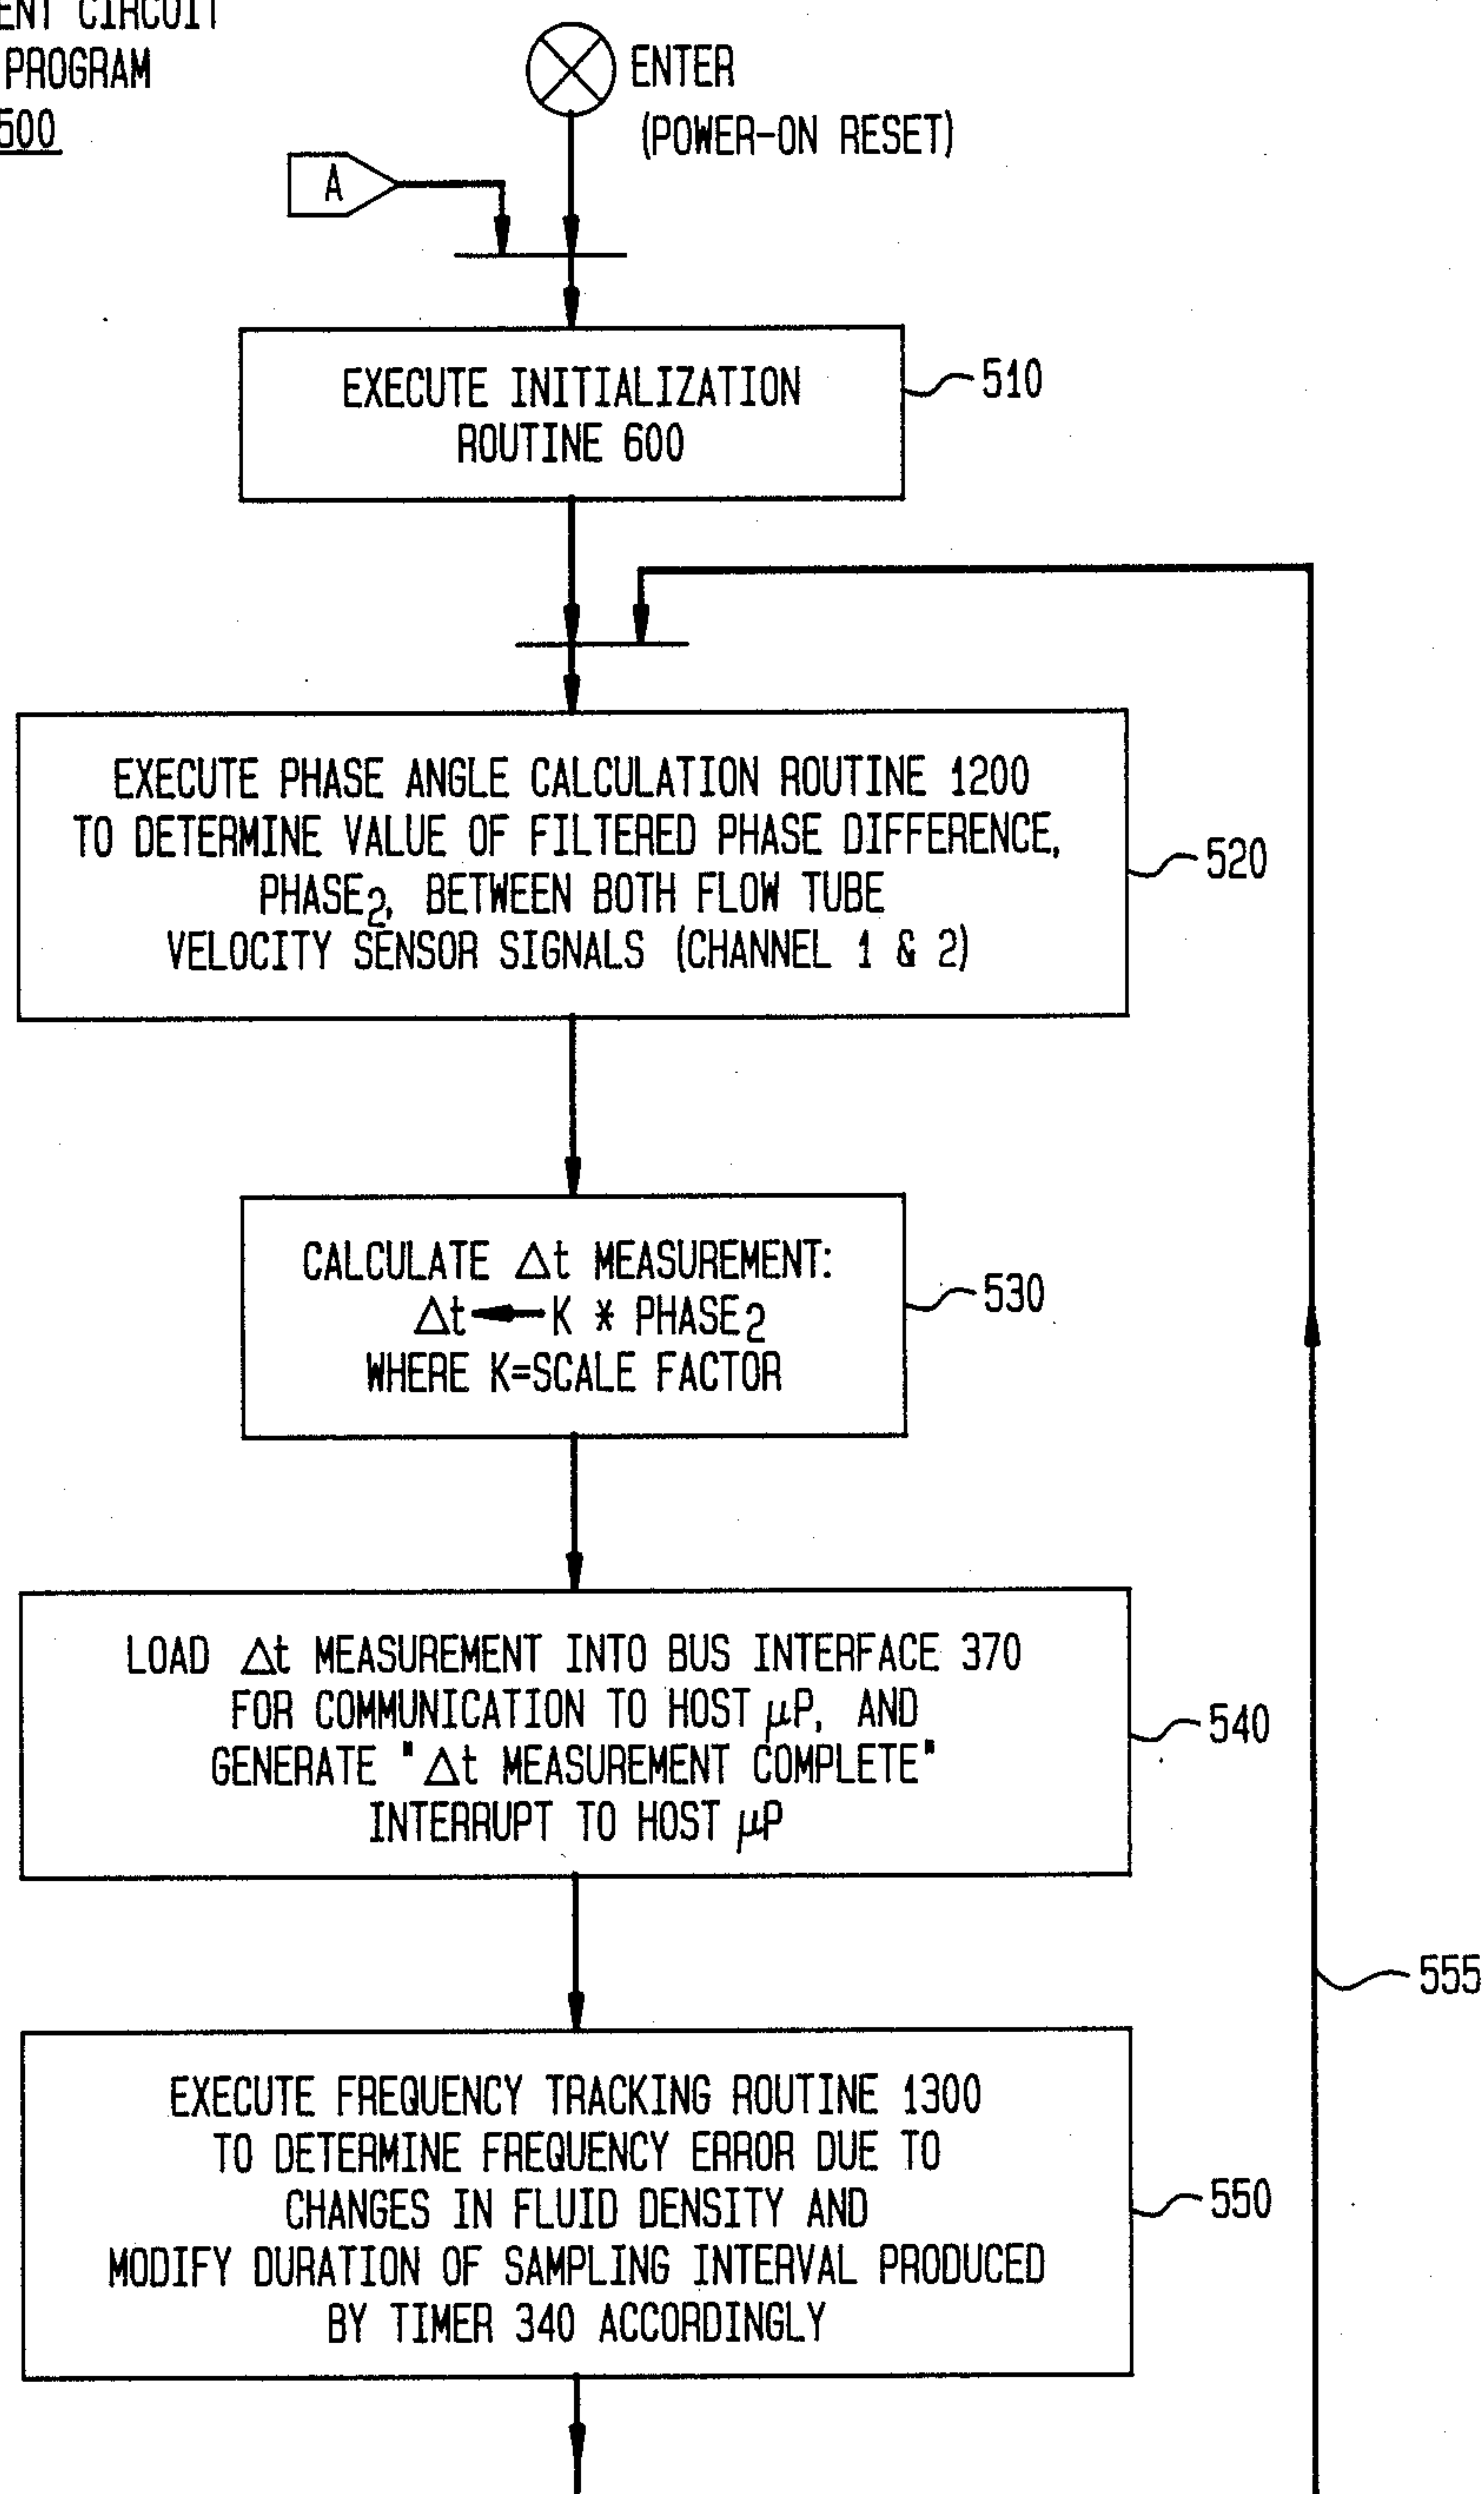 CIRCUIT
PROGRAM
500
ENTER
(POWER-ON RESET)
A
EXECUTE INITIALIZATION
ROUTINE 600
510
EXECUTE PHASE ANGLE CALCULATION ROUTINE 1200
TO DETERMINE VALUE OF FILTERED PHASE DIFFERENCE,
PHASE2, BETWEEN BOTH FLOW TUBE
VELOCITY SENSOR SIGNALS (CHANNEL 1 & 2)
520
CALCULATE Δt MEASUREMENT:
Δt ← K * PHASE2
WHERE K=SCALE FACTOR
530
LOAD Δt MEASUREMENT INTO BUS INTERFACE 370
FOR COMMUNICATION TO HOST μP, AND
GENERATE "Δt MEASUREMENT COMPLETE"
INTERRUPT TO HOST μP
540
555
EXECUTE FREQUENCY TRACKING ROUTINE 1300
TO DETERMINE FREQUENCY ERROR DUE TO
CHANGES IN FLUID DENSITY AND
MODIFY DURATION OF SAMPLING INTERVAL PRODUCED
BY TIMER 340 ACCORDINGLY
550